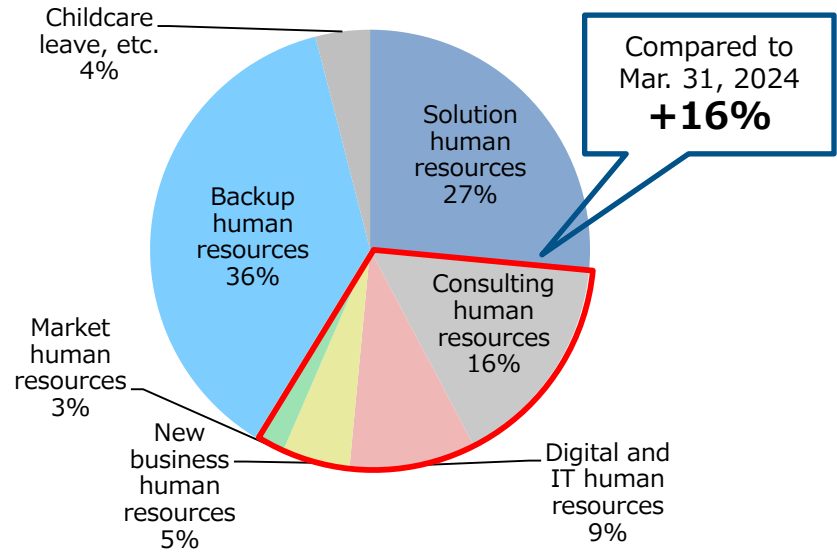 Childcare
leave, etc.
4%
Compared to
Mar. 31, 2024
+16%
Solution
human
resources
27%
Backup
human
resources
36%
Consulting
human
resources
16%
Market
human
resources
3%
New
business
human
resources
5%
Digital and
IT human
resources
9%